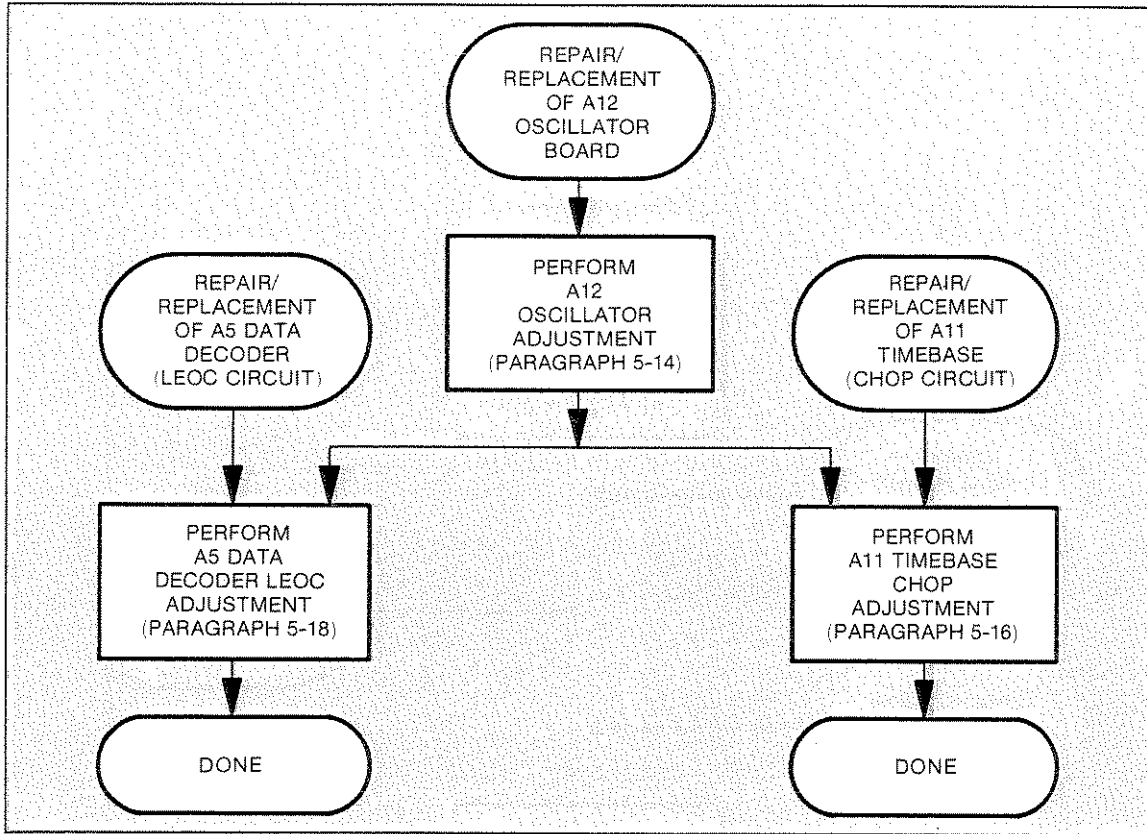 REPAIR/
REPLACEMENT
OF A12
OSCILLATOR
BOARD
PERFORM
A12
OSCILLATOR
ADJUSTMENT
(PARAGRAPH 5-14)
REPAIR/
REPLACEMENT
OF A5 DATA
DECODER
(LEOC CIRCUIT)
REPAIR/
REPLACEMENT
OF A11
TIMEBASE
(CHOP CIRCUIT)
PERFORM
A5 DATA
DECODER LEOC
ADJUSTMENT
(PARAGRAPH 5-18)
PERFORM
A11 TIMEBASE
CHOP
ADJUSTMENT
(PARAGRAPH 5-16)
DONE
DONE